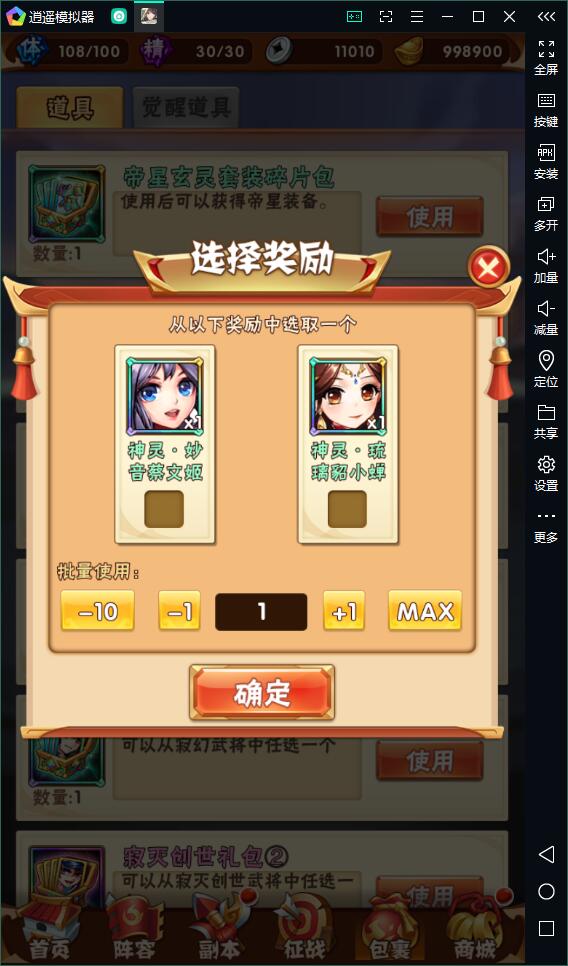 逍遥模拟器
体 108/100
精 30/30
11010
998900
全屏
按键
安装
多开
加量
减量
定位
共享
设置
更多
道具
觉醒道具
帝星玄灵套装碎片包
使用后可以获得帝星装备。
数量:1
使用
选择奖励
从以下奖励中选取一个
x1
神灵·妙
音蔡文姬
x1
神灵·琉
璃貂小蝉
批量使用:
-10
-1
1
+1
MAX
确定
可以从寂幻武将中任选一个
数量:1
使用
寂灭创世礼包②
可以从寂灭创世武将中任选一
使用
首页
阵容
副本
征战
包裹
商城